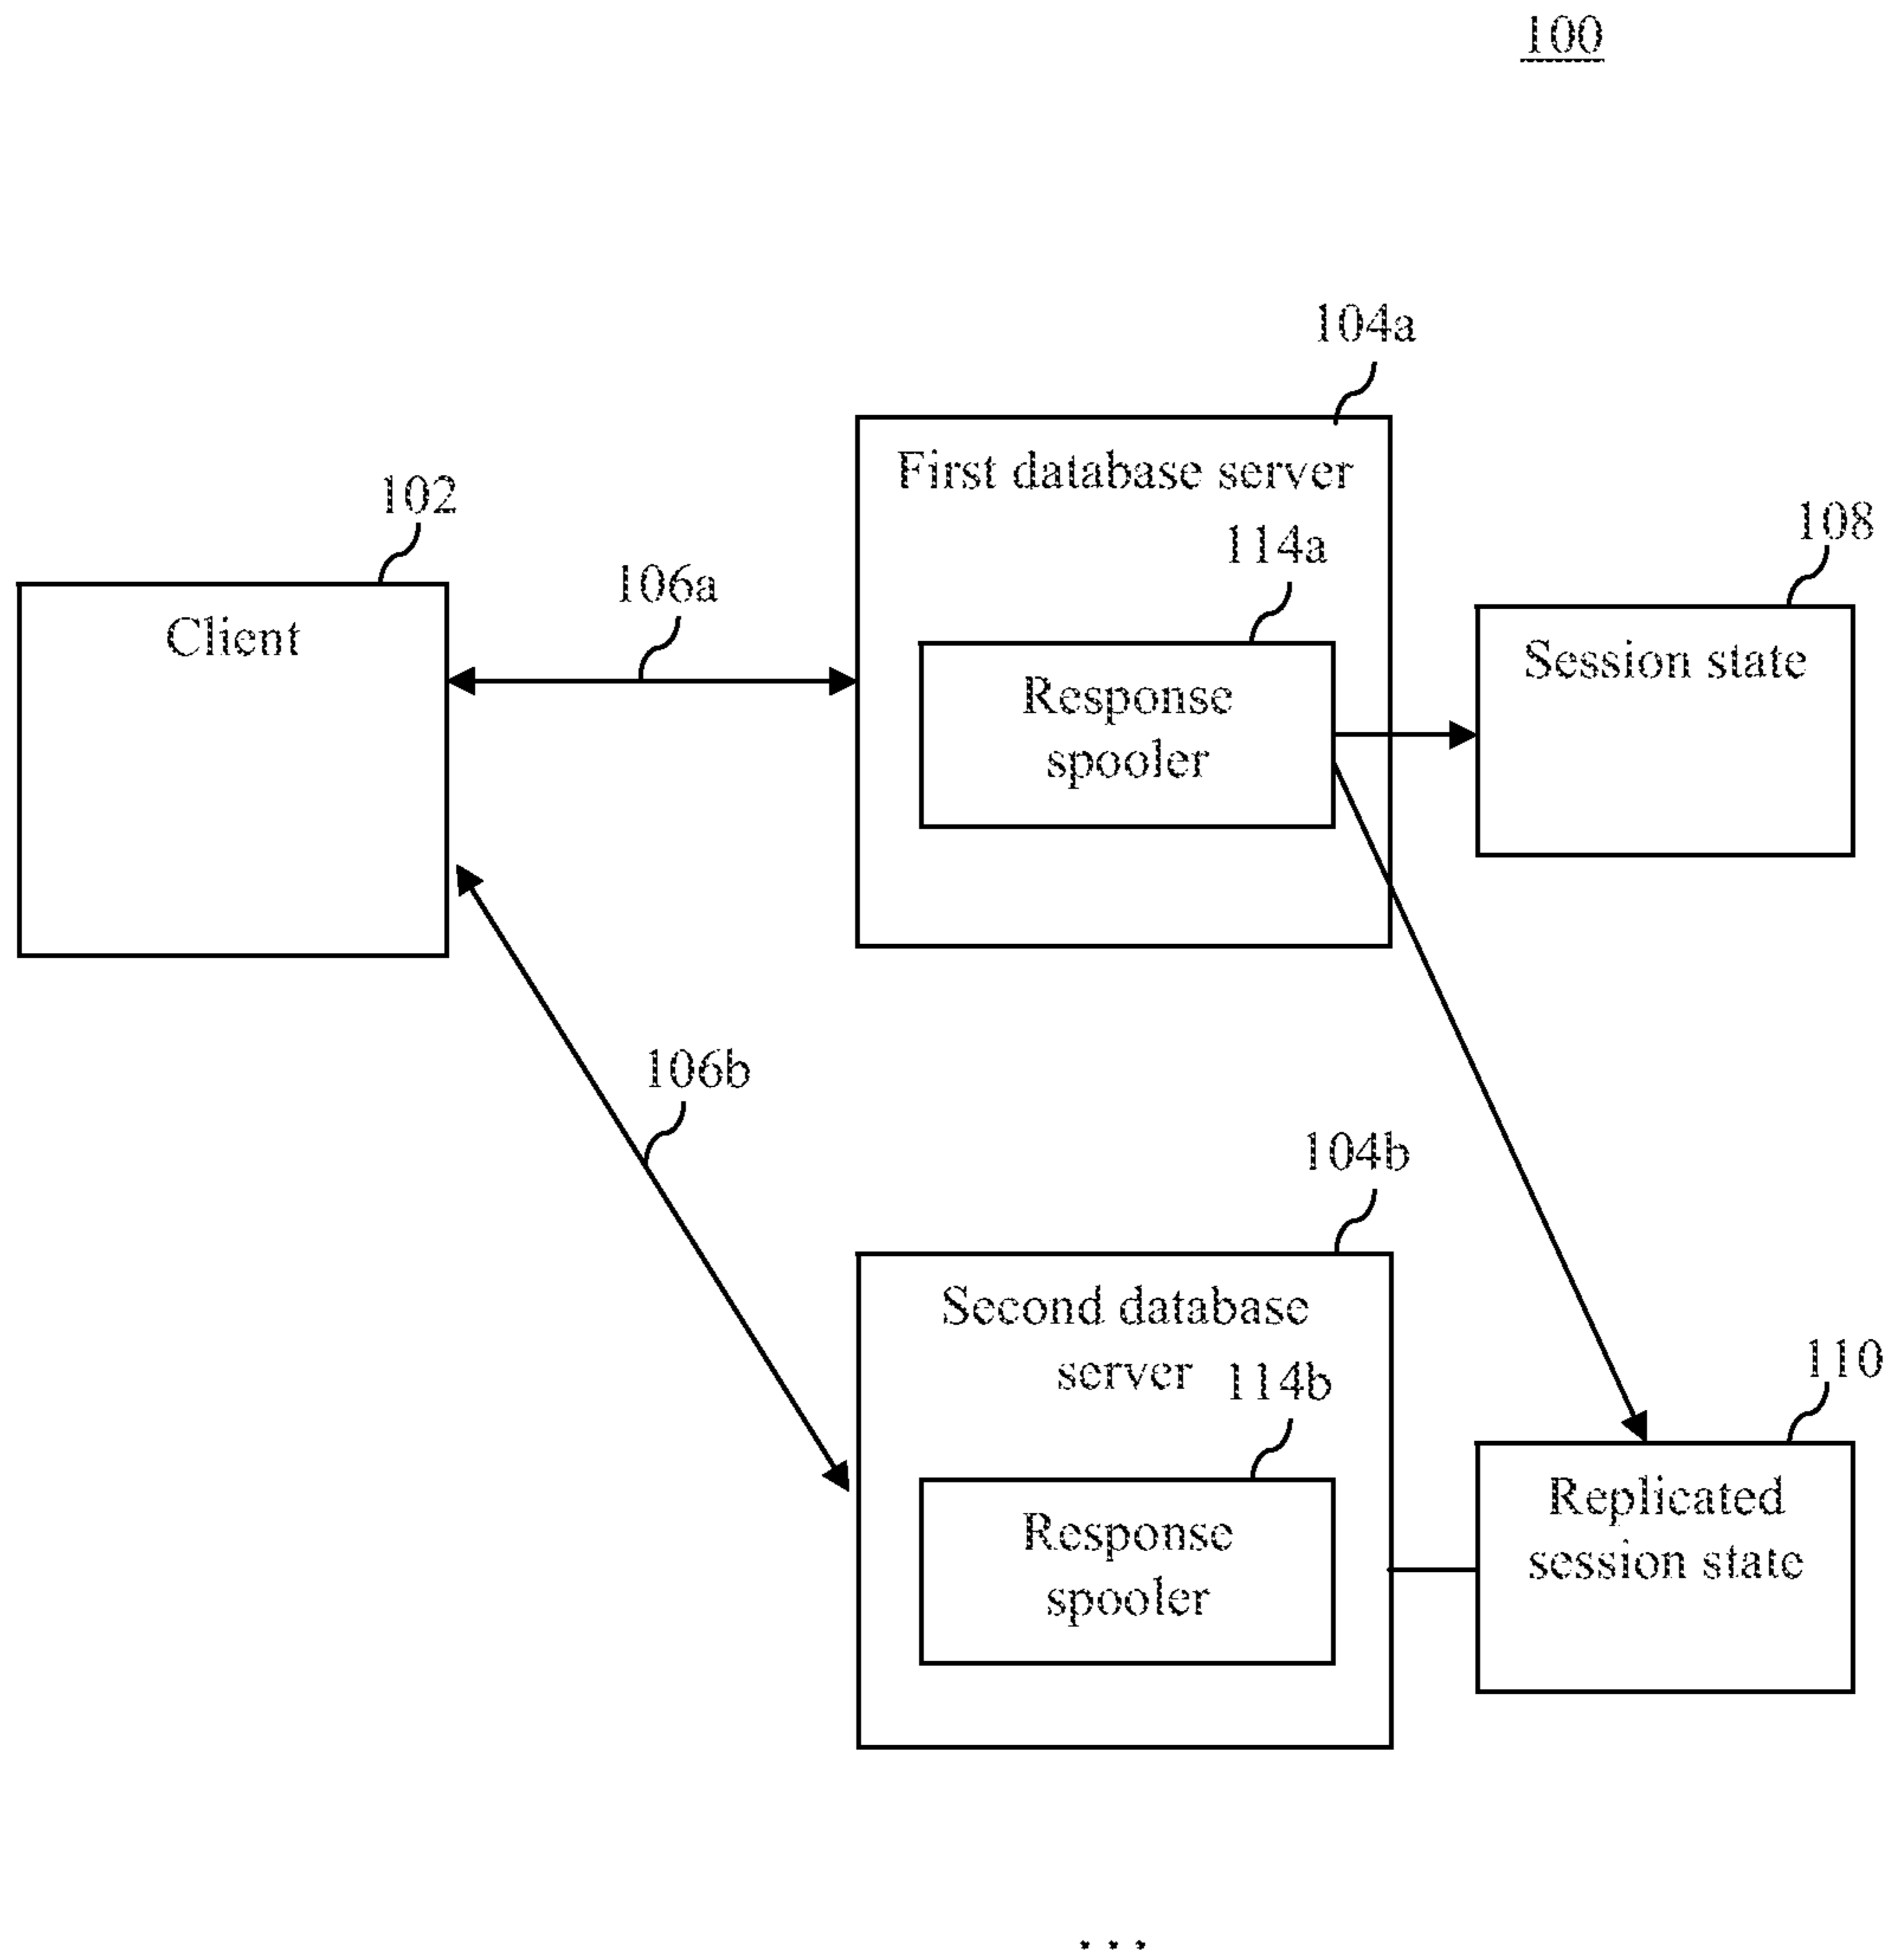 100
104a
First database server
102
114a
108
106a
Client
Session state
Response
spooler
106b
104b
Second database
server
114b
110
Replicated
session state
Response
spooler
...